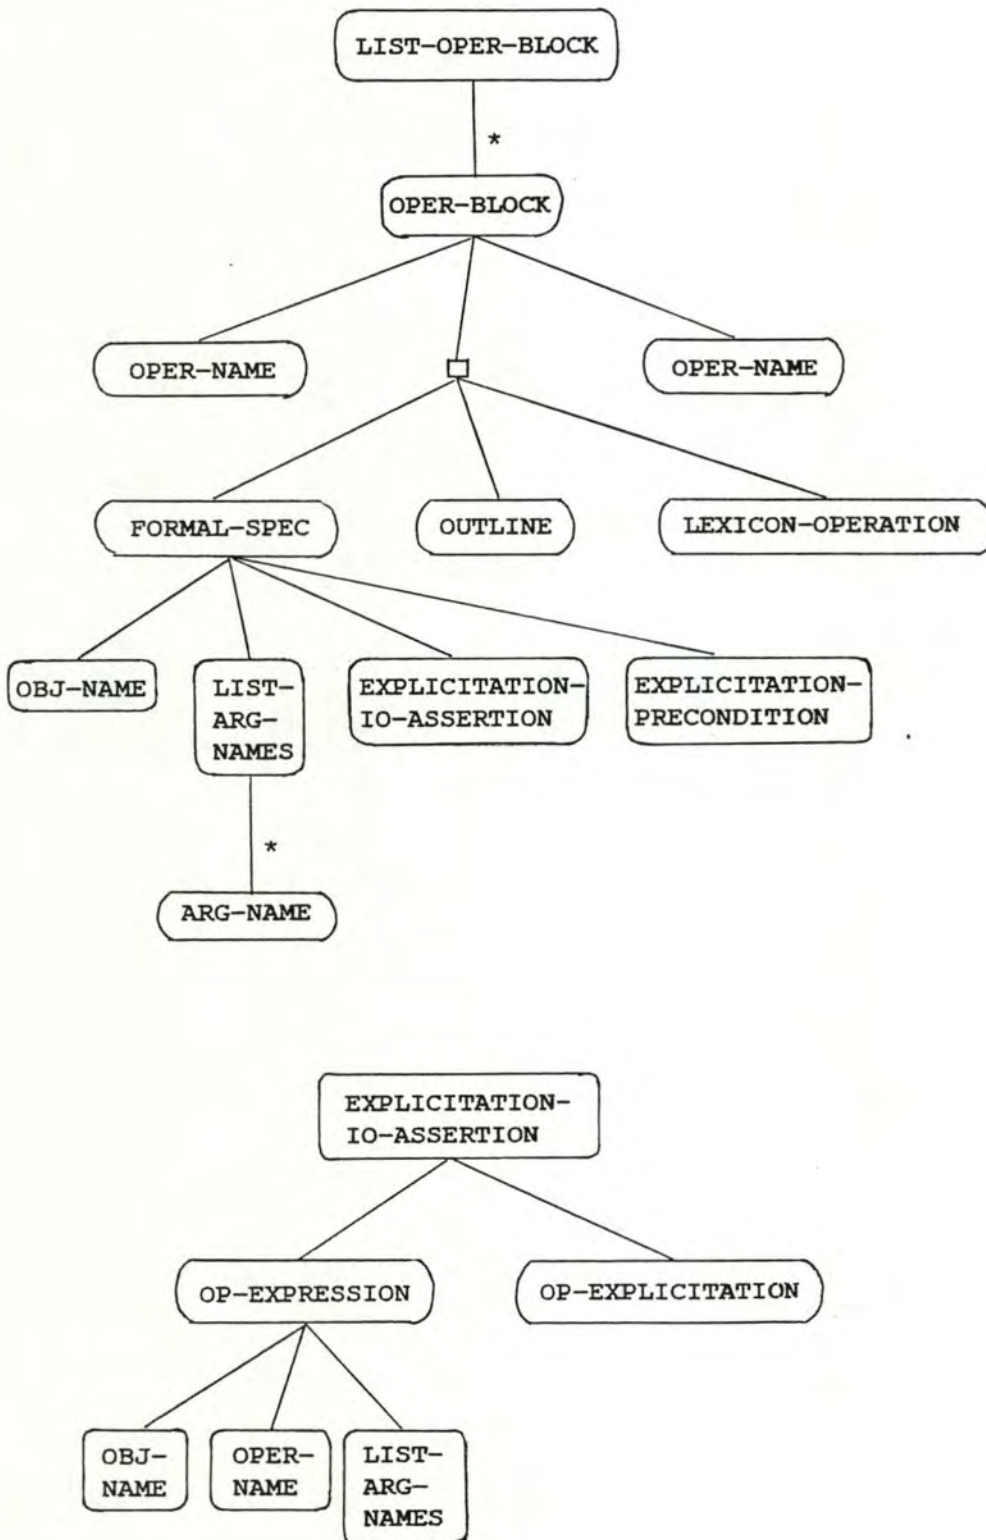 LIST-OPER-BLOCK
*
OPER-BLOCK
OPER-NAME
OPER-NAME
FORMAL-SPEC
OUTLINE
LEXICON-OPERATION
OBJ-NAME
LIST-
ARG-
NAMES
EXPLICITATION-
IO-ASSERTION
EXPLICITATION-
PRECONDITION
*
ARG-NAME
EXPLICITATION-
IO-ASSERTION
OP-EXPRESSION
OP-EXPLICITATION
OBJ-
NAME
OPER-
NAME
LIST-
ARG-
NAMES